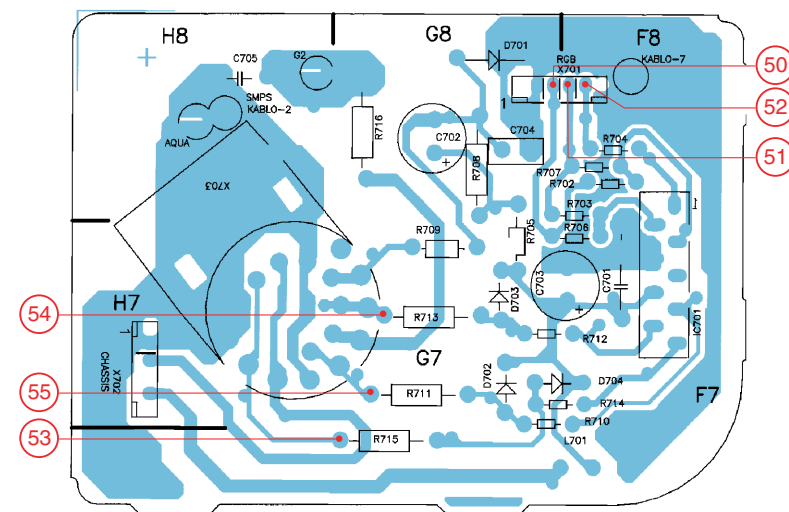 H8
G8
F8
C705
G2
D701
RGB
X701
KABLO-7
50
1
52
SMPS
KABLO-2
AQUA
R716
C702
+
C704
R704
51
R708
R707
R702
X703
R703
1
R709
R705
R706
C703
C701
D703
+
H7
54
R713
IC701
1
R712
X702
CHASSIS
G7
D702
D704
F7
55
R711
R714
53
R715
R710
L701